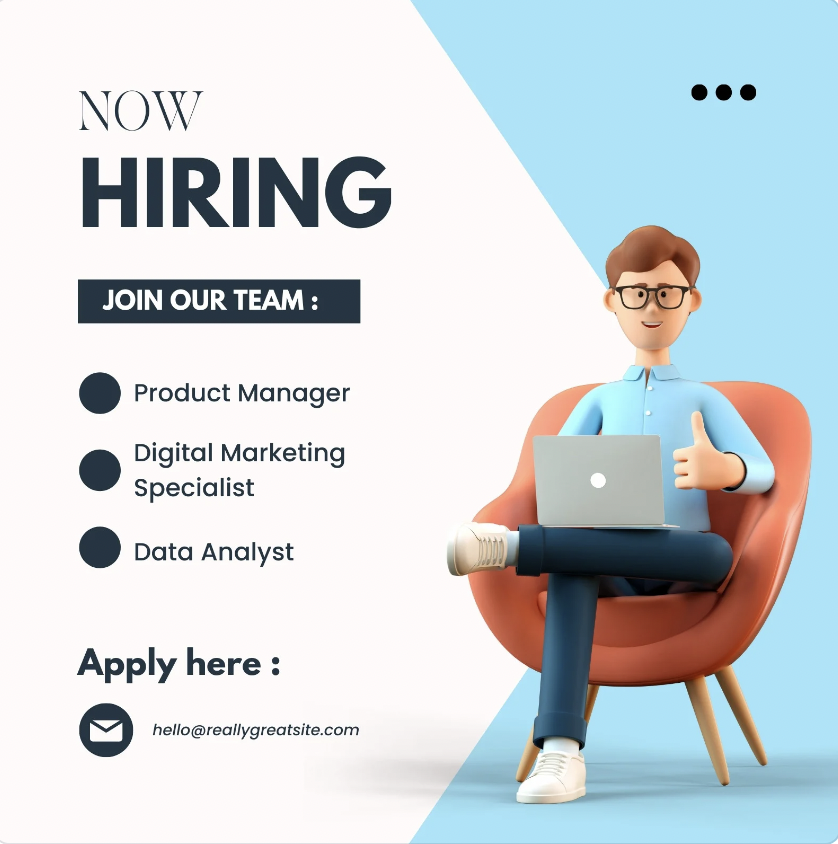 NOW
HIRING
JOIN OUR TEAM :
Product Manager
Digital Marketing
Specialist
Data Analyst
Apply here :
hello@reallygreatsite.com